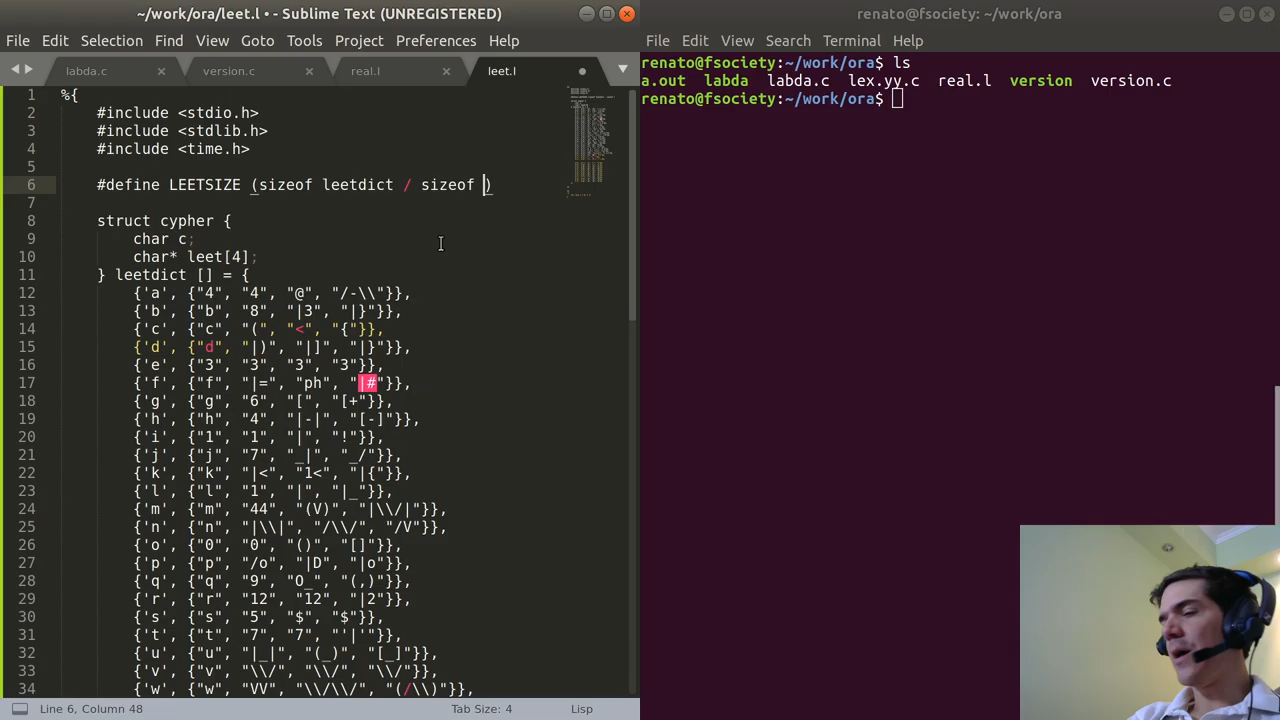 ~/work/ora/leet.l • - Sublime Text (UNREGISTERED)
File Edit Selection Find View Goto Tools Project Preferences Help
labda.c × version.c × real.l × leet.l
1 %{
2 #include <stdio.h>
3 #include <stdlib.h>
4 #include <time.h>
5
6 #define LEETSIZE (sizeof leetdict / sizeof )
7
8 struct cypher {
9 char c;
10 char* leet[4];
11 } leetdict [] = {
12 {'a', {"4", "4", "@", "/-\\"}},
13 {'b', {"b", "8", "|3", "|}"}},
14 {'c', {"c", "(", "<", "{"}},
15 {'d', {"d", "|)", "|]", "|}"}},
16 {'e', {"3", "3", "3", "3"}},
17 {'f', {"f", "|=", "ph", "|#"}},
18 {'g', {"g", "6", "[", "[+"}},
19 {'h', {"h", "4", "|-|", "[-]"}},
20 {'i', {"1", "1", "|", "!"}},
21 {'j', {"j", "7", "_|", "_/"}},
22 {'k', {"k", "|<", "1<", "|{"}},
23 {'l', {"l", "1", "|", "|_"}},
24 {'m', {"m", "44", "(V)", "|\\/|"}},
25 {'n', {"n", "|\\|", "/\\/", "/V"}},
26 {'o', {"0", "0", "()", "[]"}},
27 {'p', {"p", "/o", "|D", "|o"}},
28 {'q', {"q", "9", "O_", "(,)"}},
29 {'r', {"r", "12", "12", "|2"}},
30 {'s', {"s", "5", "$", "$"}},
31 {'t', {"t", "7", "7", "'|'"}},
32 {'u', {"u", "|_|", "(_)", "[_]"}},
33 {'v', {"v", "\\/", "\\/", "\\/"}},
34 {'w', {"w", "VV", "\\/\\/", "(/\\)"}},
Line 6, Column 48 Tab Size: 4 Lisp
renato@fsociety: ~/work/ora
File Edit View Search Terminal Help
renato@fsociety:~/work/ora$ ls
a.out labda labda.c lex.yy.c real.l version version.c
renato@fsociety:~/work/ora$